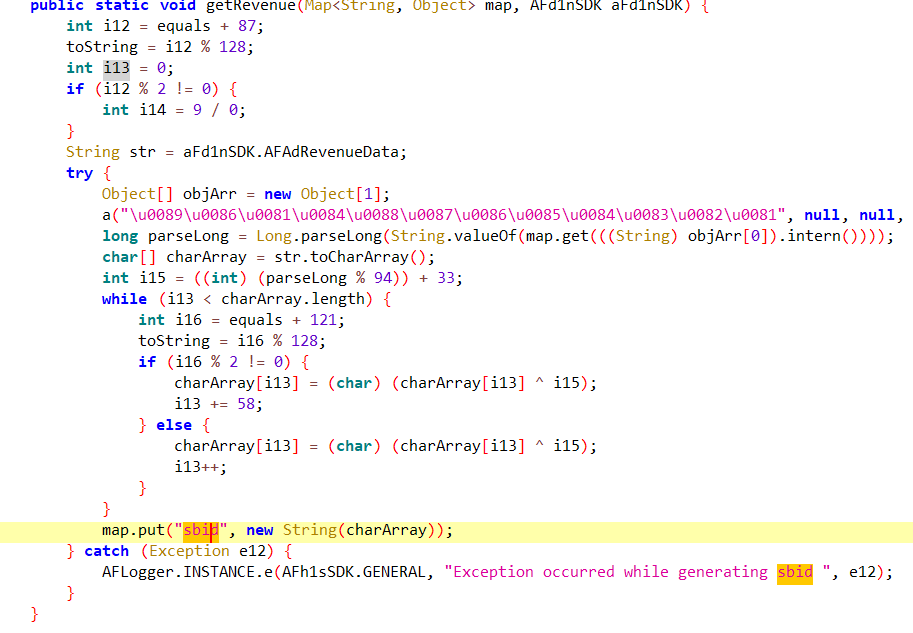 public static void getRevenue(Map<String, Object> map, AFd1nSDK aFd1nSDK) {
int i12 = equals + 87;
toString = i12 % 128;
int i13 = 0;
if (i12 % 2 != 0) {
int i14 = 9 / 0;
}
String str = aFd1nSDK.AFAdRevenueData;
try {
Object[] objArr = new Object[1];
a("\u0089\u0086\u0081\u0084\u0088\u0087\u0086\u0085\u0084\u0083\u0082\u0081", null, null,
long parseLong = Long.parseLong(String.valueOf(map.get(((String) objArr[0]).intern())));
char[] charArray = str.toCharArray();
int i15 = ((int) (parseLong % 94)) + 33;
while (i13 < charArray.length) {
int i16 = equals + 121;
toString = i16 % 128;
if (i16 % 2 != 0) {
charArray[i13] = (char) (charArray[i13] ^ i15);
i13 += 58;
} else {
charArray[i13] = (char) (charArray[i13] ^ i15);
i13++;
}
}
map.put("sbid", new String(charArray));
} catch (Exception e12) {
AFLogger.INSTANCE.e(AFh1sSDK.GENERAL, "Exception occurred while generating sbid ", e12);
}
}